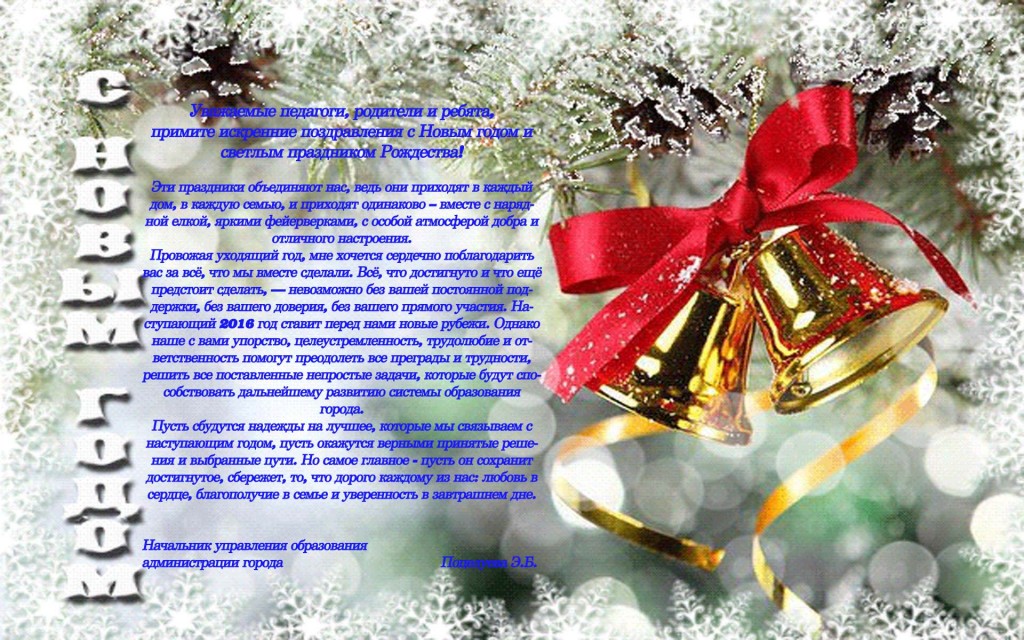 С НОВЫМ ГОДОМ
Уважаемые педагоги, родители и ребята,
примите искренние поздравления с Новым годом и
светлым праздником Рождества!
Эти праздники объединяют нас, ведь они приходят в каждый
дом, в каждую семью, и приходят одинаково – вместе с наряд-
ной елкой, яркими фейерверками, с особой атмосферой добра и
отличного настроения.
Провожая уходящий год, мне хочется сердечно поблагодарить
вас за всё, что мы вместе сделали. Всё, что достигнуто и что ещё
предстоит сделать, — невозможно без вашей постоянной под-
держки, без вашего доверия, без вашего прямого участия. На-
ступающий 2016 год ставит перед нами новые рубежи. Однако
наше с вами упорство, целеустремленность, трудолюбие и от-
ветственность помогут преодолеть все преграды и трудности,
решить все поставленные непростые задачи, которые будут спо-
собствовать дальнейшему развитию системы образования
города.
Пусть сбудутся надежды на лучшее, которые мы связываем с
наступающим годом, пусть окажутся верными принятые реше-
ния и выбранные пути. Но самое главное - пусть он сохранит
достигнутое, сбережет, то, что дорого каждому из нас: любовь в
сердце, благополучие в семье и уверенность в завтрашнем дне.
Начальник управления образования
администрации города Э.Б.